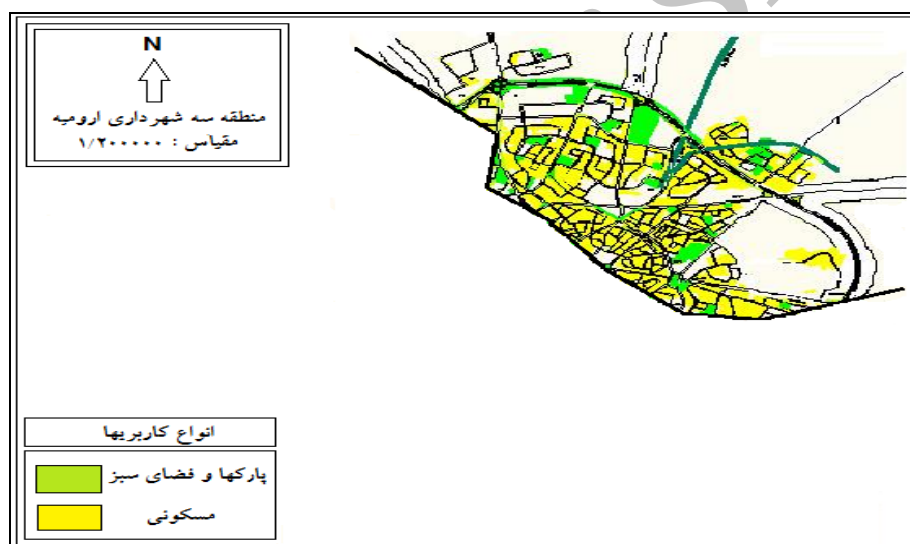 N
منطقه سه شهرداری ارومیه
مقیاس : ۱/۲۰۰۰۰۰
انواع کاربریها
پارکها و فضای سبز
مسکونی